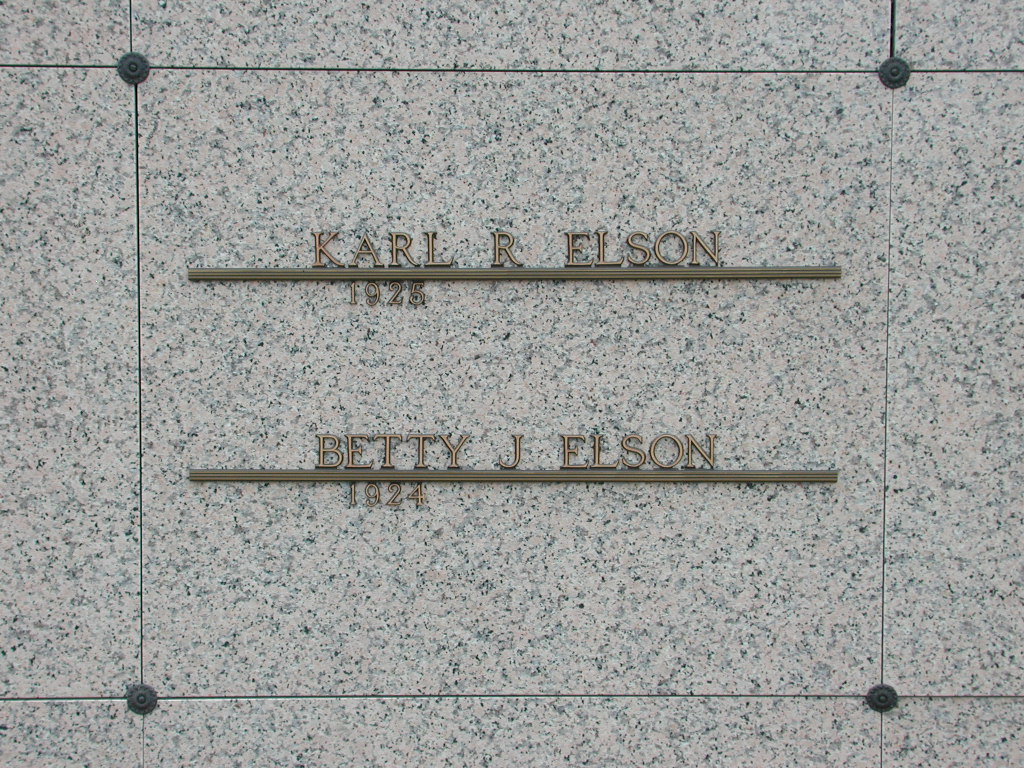 KARL R ELSON
1925
BETTY J ELSON
1924